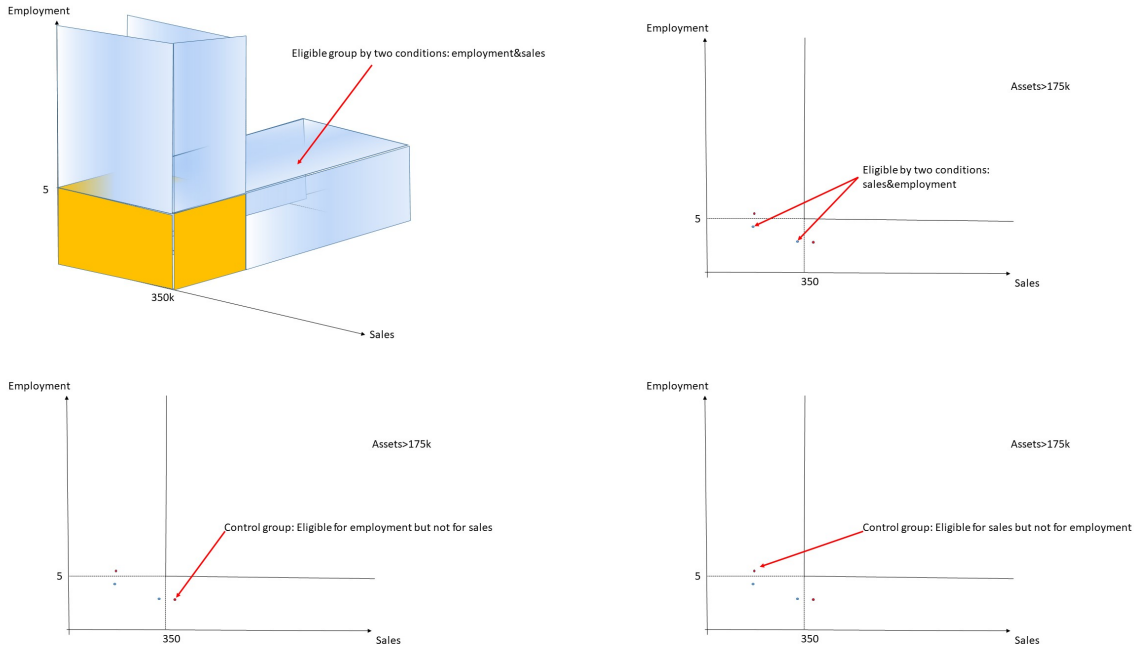 Employment
Eligible group by two conditions: employment&sales
5
350k
Sales
Employment
Assets>175k
Eligible by two conditions:
sales&employment
5
350
Sales
Employment
Assets>175k
Control group: Eligible for employment but not for sales
5
350
Sales
Employment
Assets>175k
Control group: Eligible for sales but not for employment
5
350
Sales